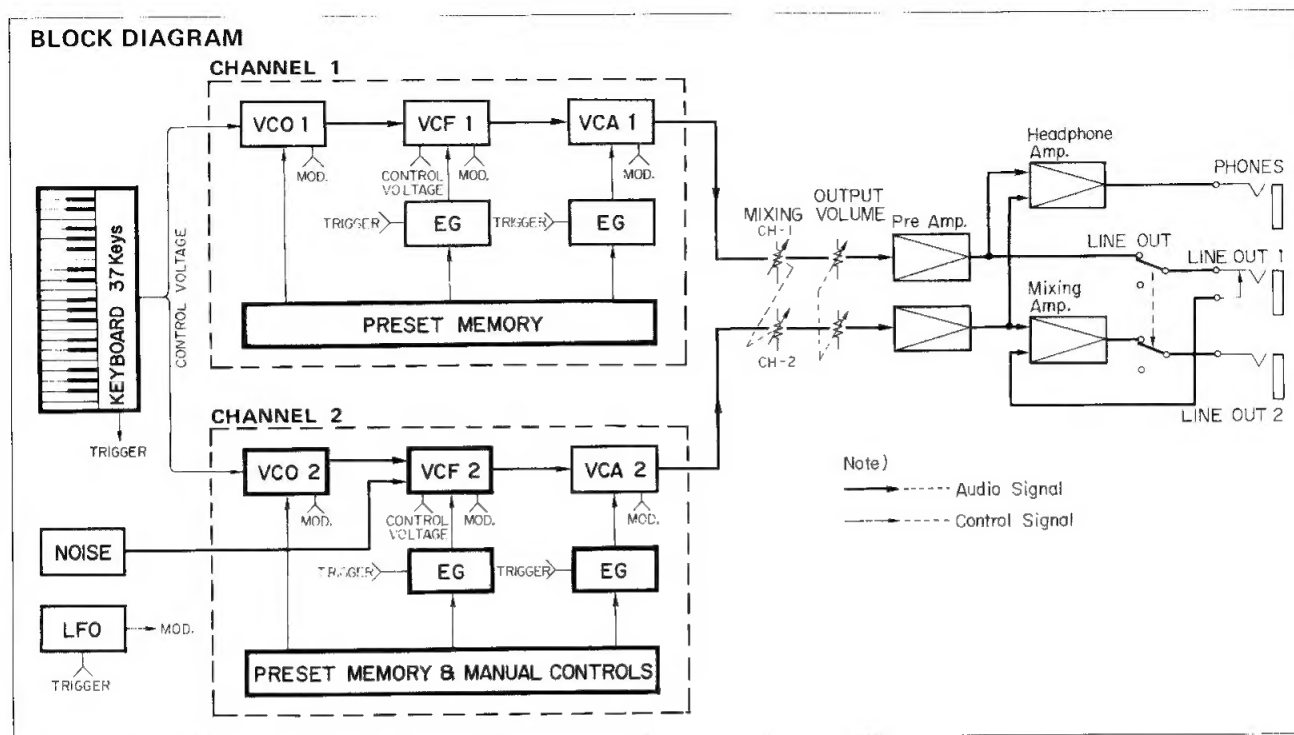 BLOCK DIAGRAM
CHANNEL 1
VCO 1
VCF 1
VCA 1
MOD.
CONTROL
VOLTAGE
MOD.
MOD.
TRIGGER
EG
TRIGGER
EG
PRESET MEMORY
KEYBOARD 37 Keys
CONTROL VOLTAGE
TRIGGER
CHANNEL 2
VCO 2
VCF 2
VCA 2
MOD.
CONTROL
VOLTAGE
MOD.
MOD.
NOISE
TRIGGER
EG
TRIGGER
EG
LFO
MOD.
TRIGGER
PRESET MEMORY & MANUAL CONTROLS
MIXING
CH-1
CH-2
OUTPUT
VOLUME
Pre Amp.
Headphone
Amp.
PHONES
LINE OUT
LINE OUT 1
Mixing
Amp.
LINE OUT 2
Note)
Audio Signal
Control Signal